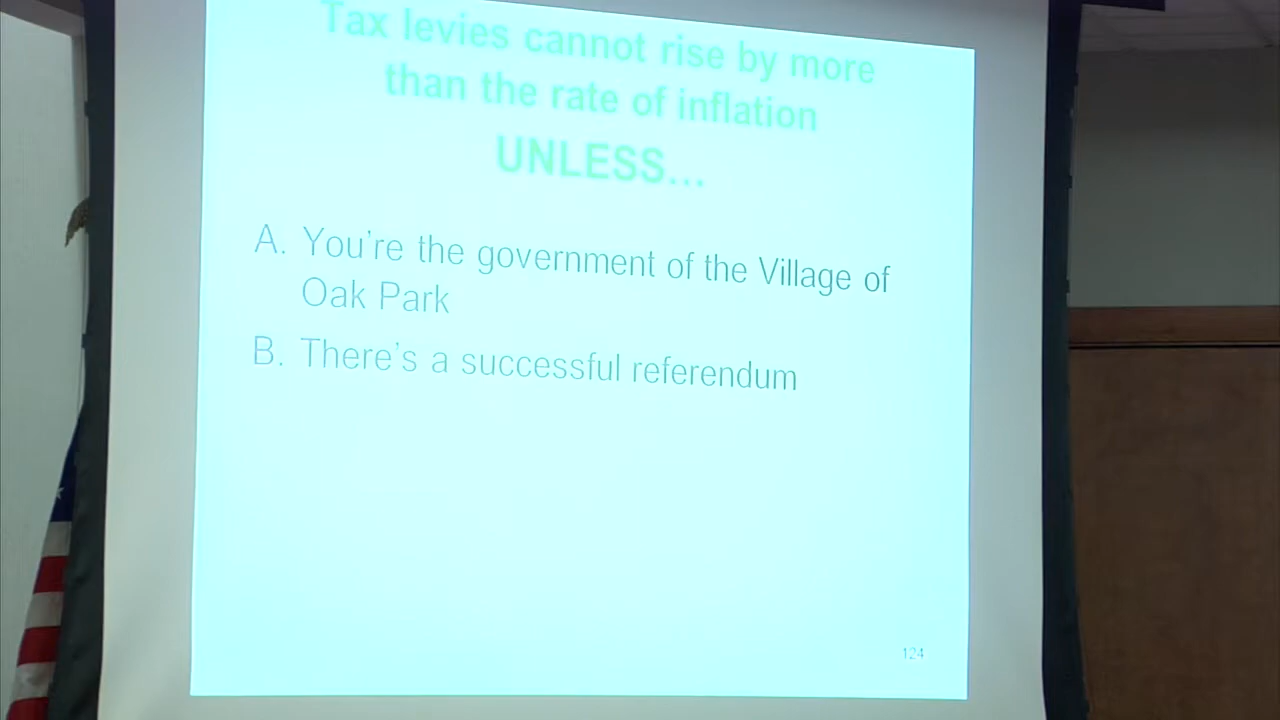 Tax levies cannot rise by more
than the rate of inflation
UNLESS...
A. You're the government of the Village of
Oak Park
B. There's a successful referendum
124